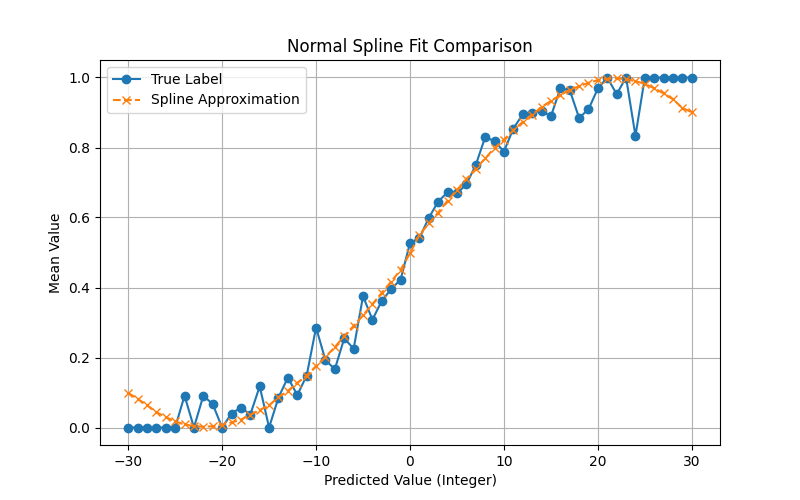 Normal Spline Fit Comparison
True Label
Spline Approximation
1.0
0.8
0.6
0.4
0.2
0.0
Mean Value
−30
−20
−10
0
10
20
30
Predicted Value (Integer)